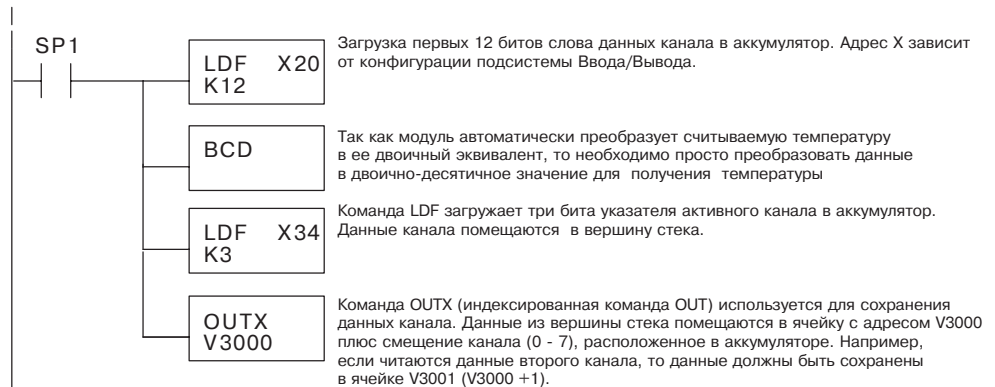 SP1
LDF X20
K12
Загрузка первых 12 битов слова данных канала в аккумулятор. Адрес X зависит
от конфигурации подсистемы Ввода/Вывода.
BCD
Так как модуль автоматически преобразует считываемую температуру
в ее двоичный эквивалент, то необходимо просто преобразовать данные
в двоично-десятичное значение для получения температуры
LDF X34
K3
Команда LDF загружает три бита указателя активного канала в аккумулятор.
Данные канала помещаются в вершину стека.
OUTX
V3000
Команда OUTX (индексированная команда OUT) используется для сохранения
данных канала. Данные из вершины стека помещаются в ячейку с адресом V3000
плюс смещение канала (0 - 7), расположенное в аккумуляторе. Например,
если читаются данные второго канала, то данные должны быть сохранены
в ячейке V3001 (V3000 +1).